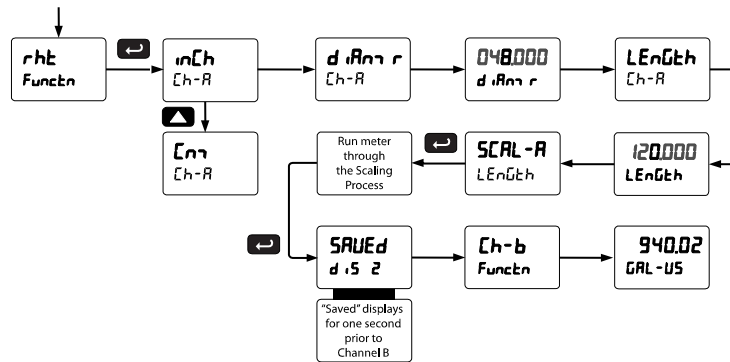 rht
Functn
inCh
Ch-A
diAmtr
Ch-A
048.000
diAmtr
LEnGth
Ch-A
Cm
Ch-A
120.000
LEnGth
SCAL-A
LEnGth
Run meter
through
the Scaling
Process
SAVEd
diS 2
"Saved" displays
for one second
prior to
Channel B
Ch-b
Functn
940.02
GAL-US